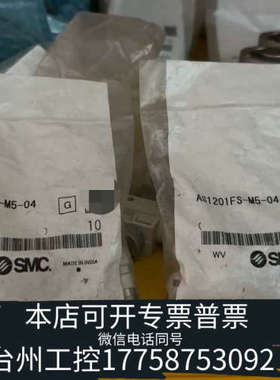 -M5-04
G
10
SMC.
MADE IN INDIA
AS1201FS-M5-04
WV
SMC.
本店可开专票普票
微信电话同号
台州工控17758753092